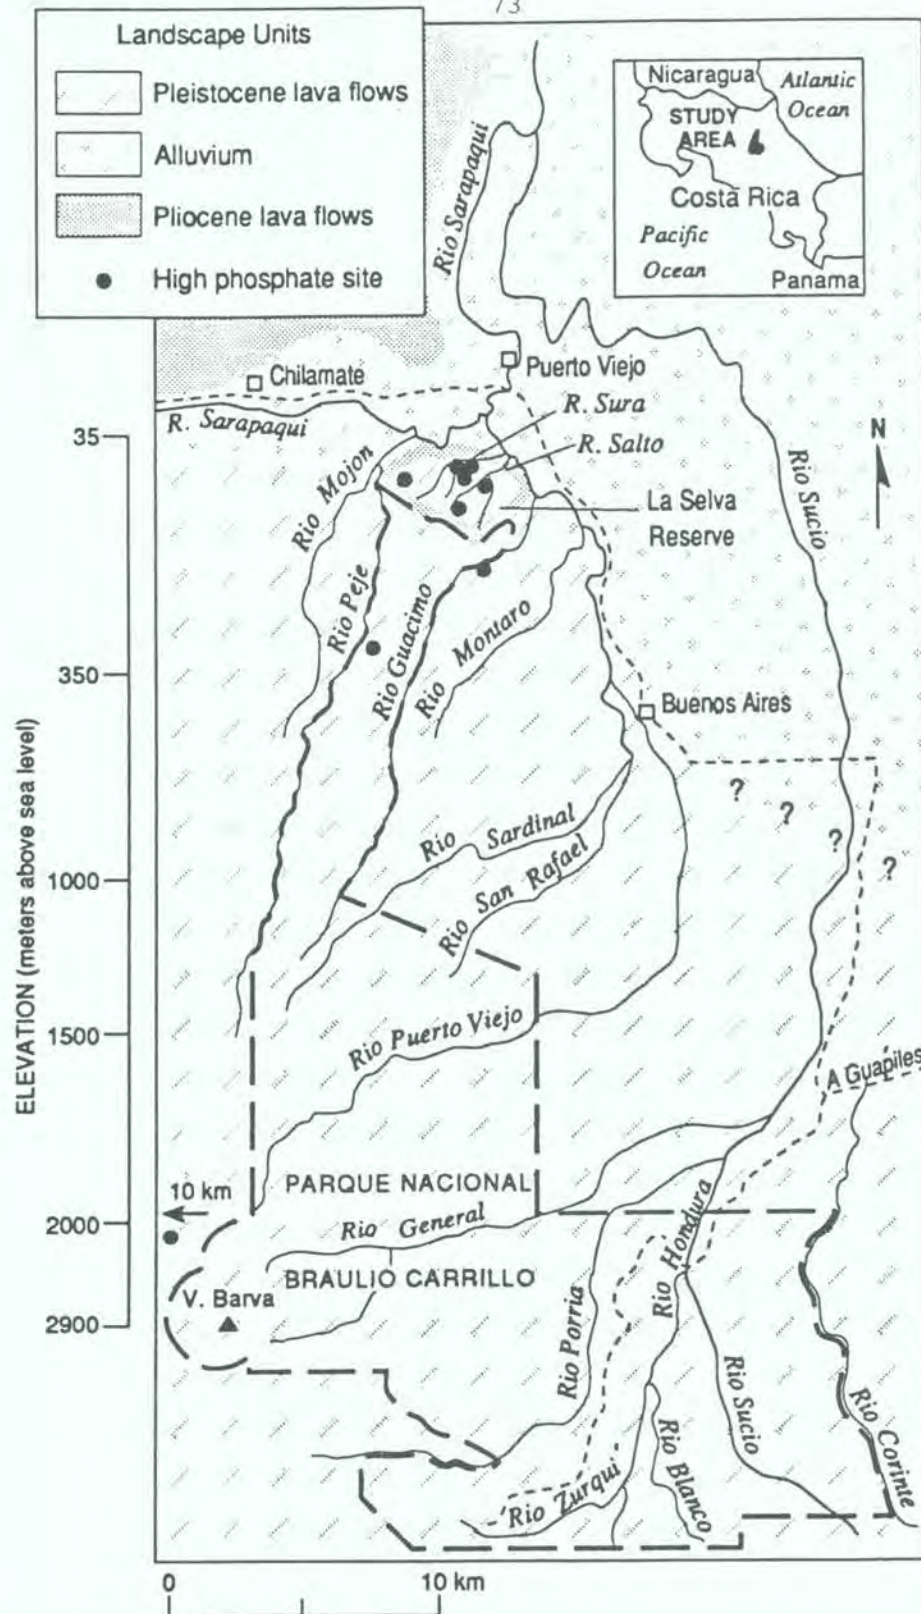 73
Landscape Units
Pleistocene lava flows
Alluvium
Pliocene lava flows
High phosphate site
Nicaragua
Atlantic
Ocean
STUDY
AREA
Costa Rica
Pacific
Ocean
Panama
Rio Sarapaqui
Chilamate
Puerto Viejo
R. Sarapaqui
R. Sura
R. Salto
La Selva
Reserve
N
Rio Mojon
Rio Sucio
Rio Peje
Rio Guacimo
Rio Montaro
Buenos Aires
? ? ? ?
Rio Sardinal
Rio San Rafael
Rio Puerto Viejo
A Guapiles
PARQUE NACIONAL
10 km
Rio General
Rio Hondura
BRAULIO CARRILLO
V. Barva
Rio Porria
Rio Sucio
Rio Corinte
Rio Zurqui
Rio Blanco
ELEVATION (meters above sea level)
35
350
1000
1500
2000
2900
0 10 km